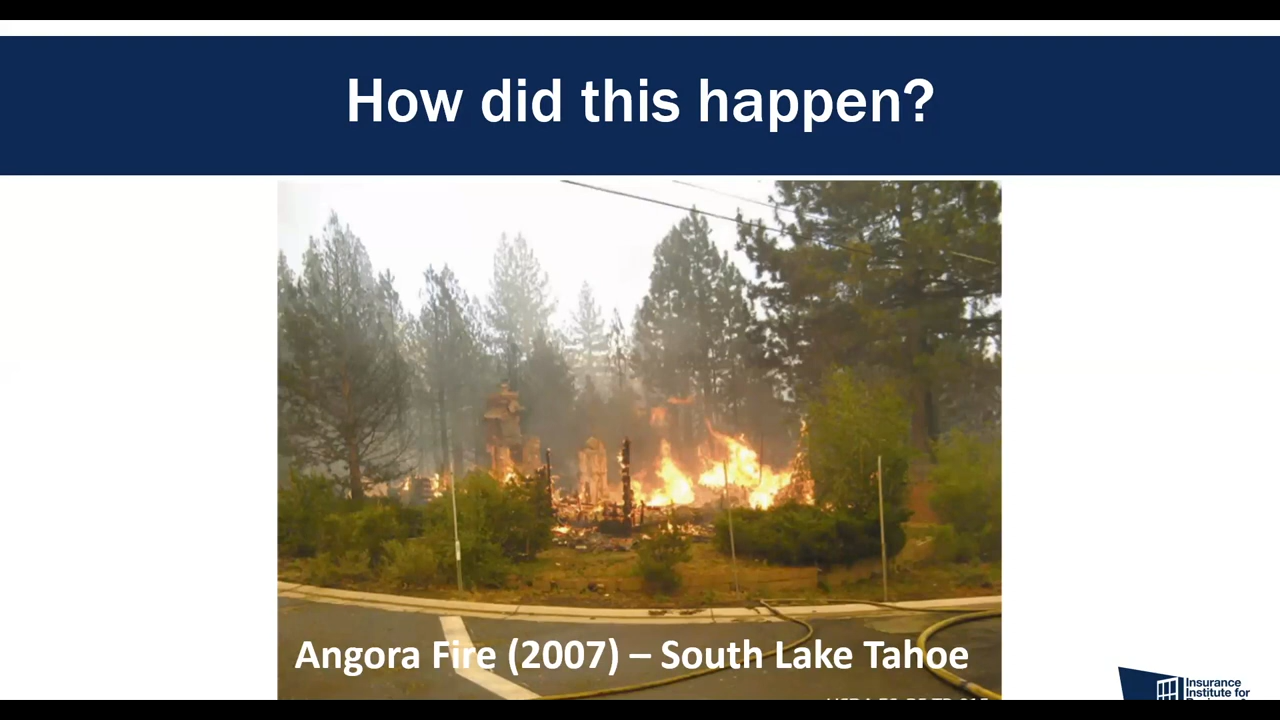 How did this happen?
Angora Fire (2007) – South Lake Tahoe
Insurance
Institute for